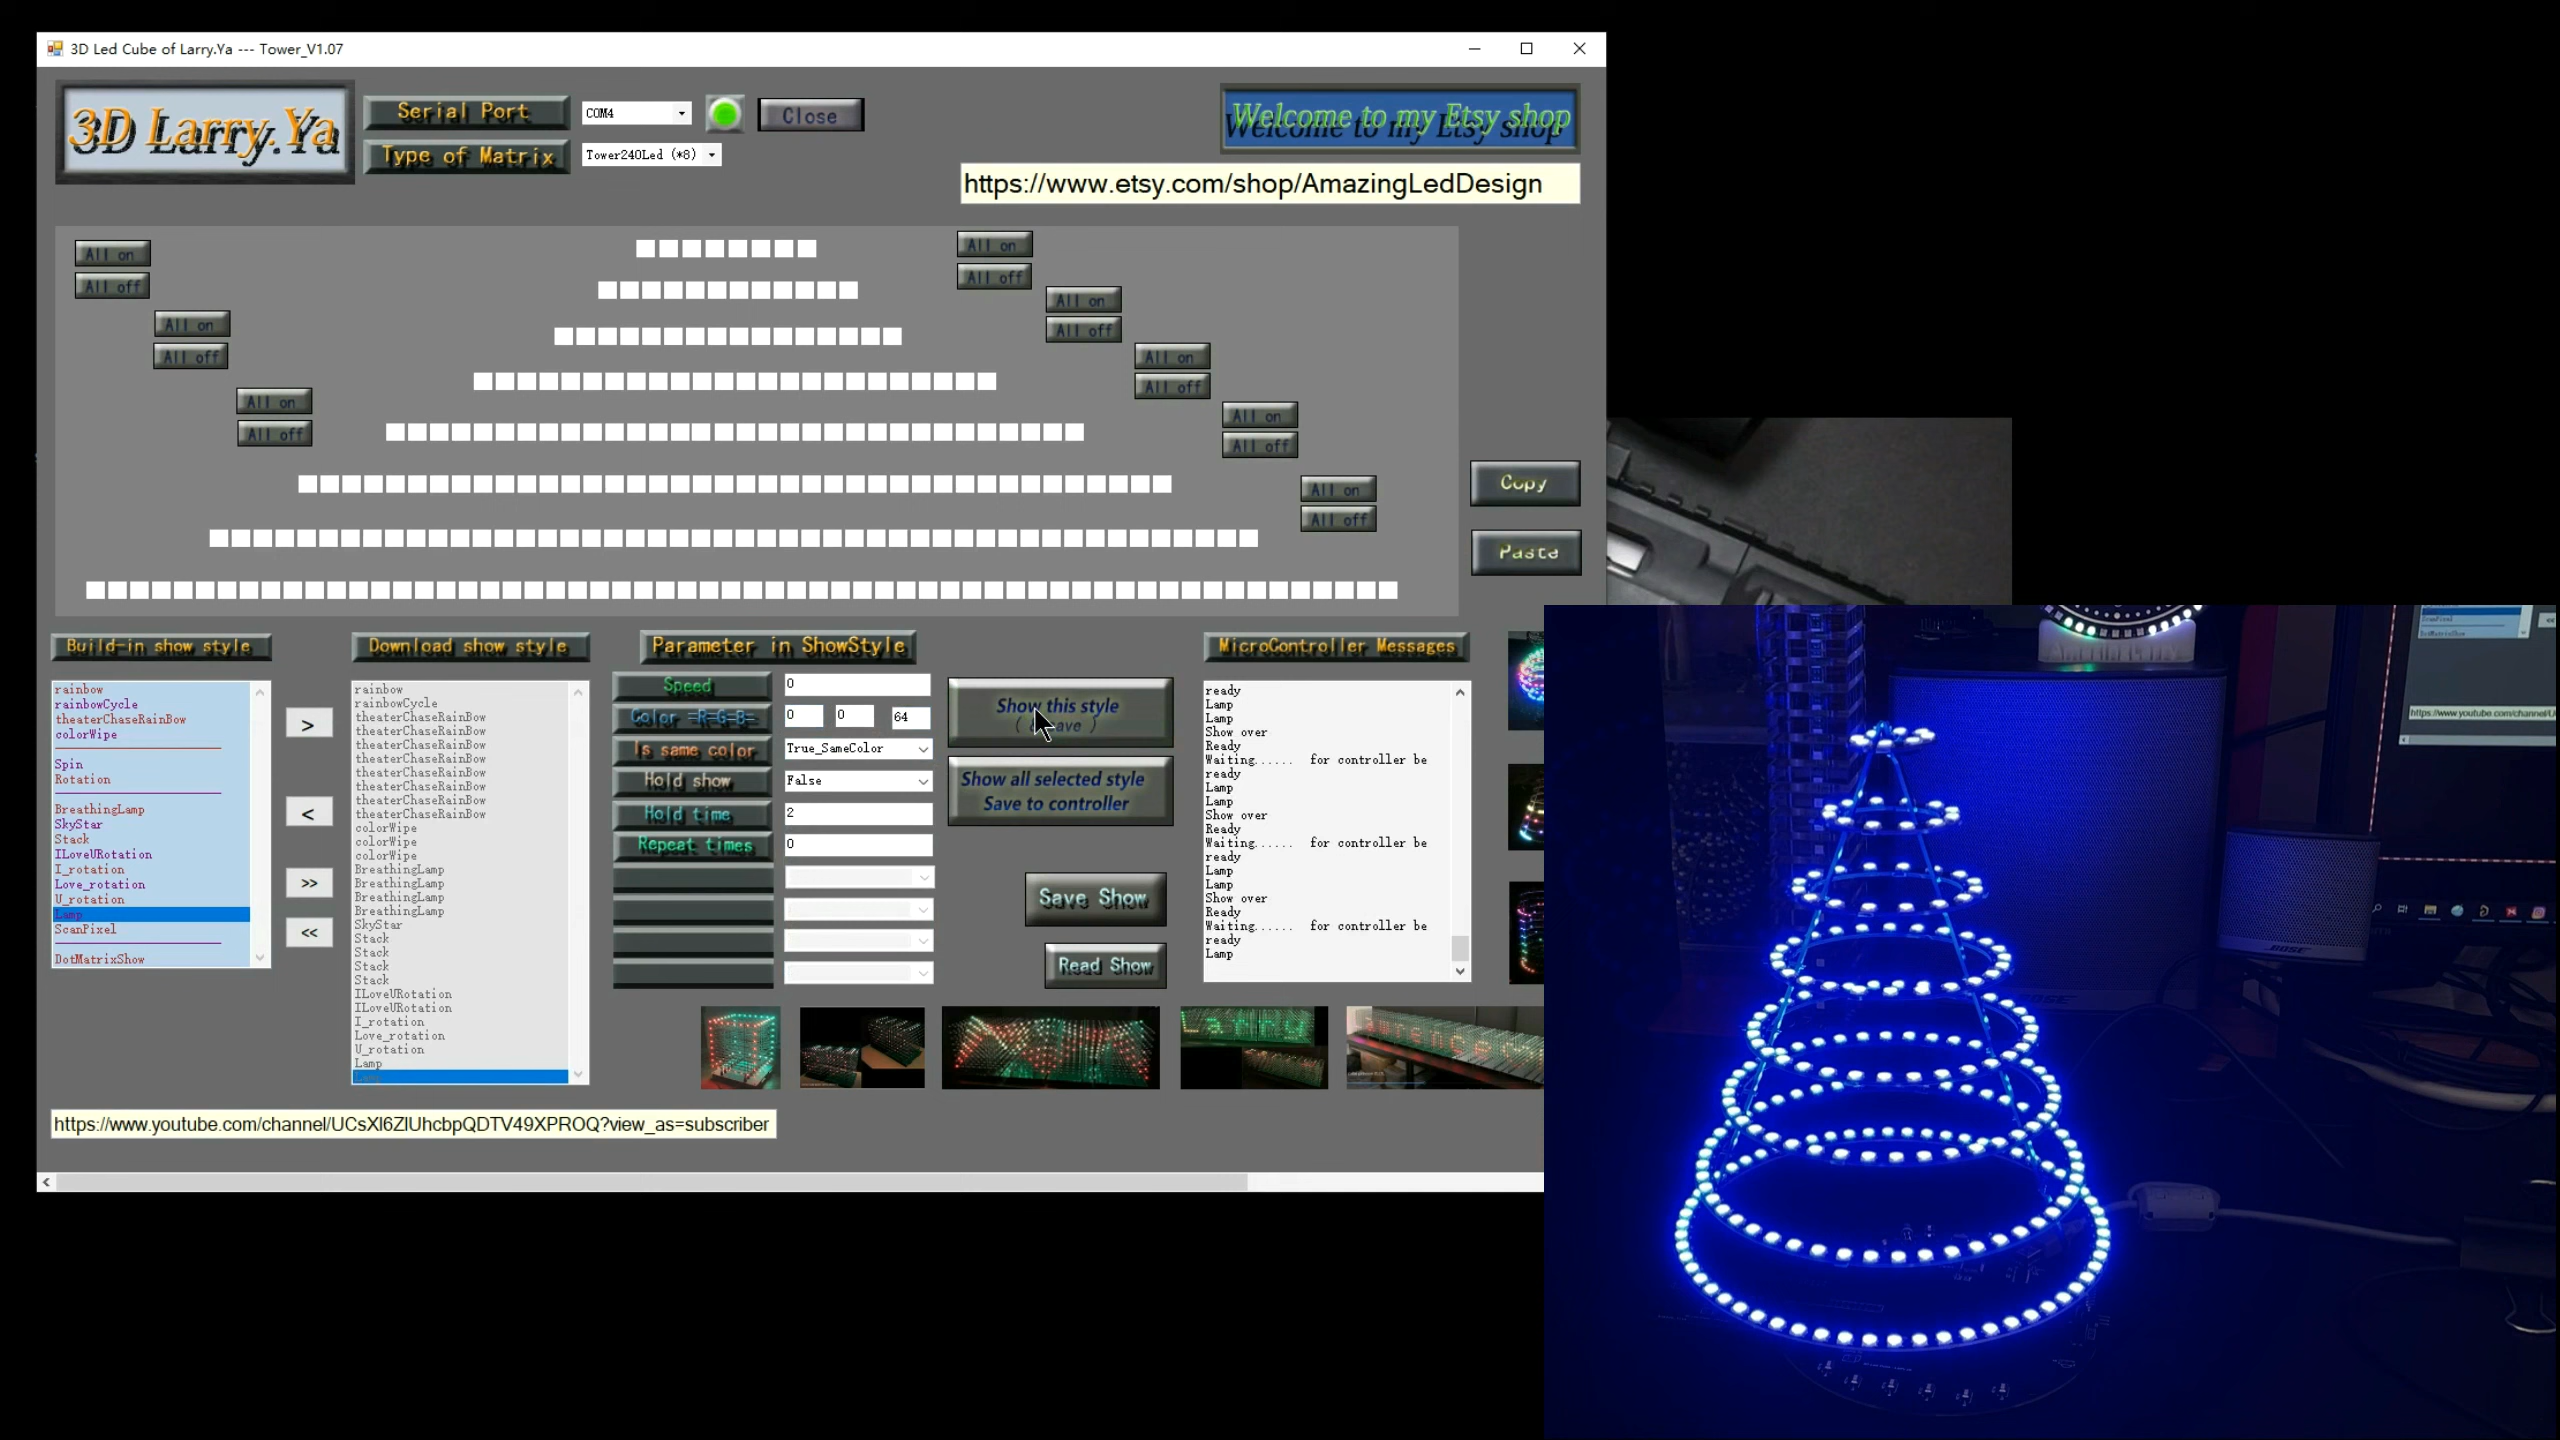 3D Led Cube of Larry.Ya --- Tower_V1.07
3D Larry.Ya
Serial Port
COM4
Close
Type of Matrix
Tower240Led (*8)
Welcome to my Etsy shop
https://www.etsy.com/shop/AmazingLedDesign
All on
All off
All on
All off
All on
All off
All on
All off
All on
All off
All on
All off
All on
All off
All on
All off
Copy
Paste
Build-in show style
rainbow
rainbowCycle
theaterChaseRainBow
colorWipe
Spin
Rotation
BreathingLamp
SkyStar
Stack
ILoveURotation
I_rotation
Love_rotation
U_rotation
Lamp
ScanPixel
DotMatrixShow
>
<
>>
<<
Download show style
rainbow
rainbowCycle
theaterChaseRainBow
theaterChaseRainBow
theaterChaseRainBow
theaterChaseRainBow
theaterChaseRainBow
theaterChaseRainBow
theaterChaseRainBow
theaterChaseRainBow
colorWipe
colorWipe
colorWipe
BreathingLamp
BreathingLamp
BreathingLamp
BreathingLamp
SkyStar
Stack
Stack
Stack
Stack
ILoveURotation
ILoveURotation
I_rotation
Love_rotation
U_rotation
Lamp
Lamp
Parameter in ShowStyle
Speed
0
Color =R=G=B=
0 0 64
Is same color
True_SameColor
Hold show
False
Hold time
2
Repeat times
0
Show this style
Show all selected style
Save to controller
Save Show
Read Show
MicroController Messages
ready
Lamp
Lamp
Show over
Ready
Waiting...... for controller be
ready
Lamp
Lamp
Show over
Ready
Waiting...... for controller be
ready
Lamp
Lamp
Show over
Ready
Waiting...... for controller be
ready
Lamp
https://www.youtube.com/channel/UCsXl6ZlUhcbpQDTV49XPROQ?view_as=subscriber
ScanPixel
DotMatrixShow
https://www.youtube.com/channel/U
BOSE
BOSE